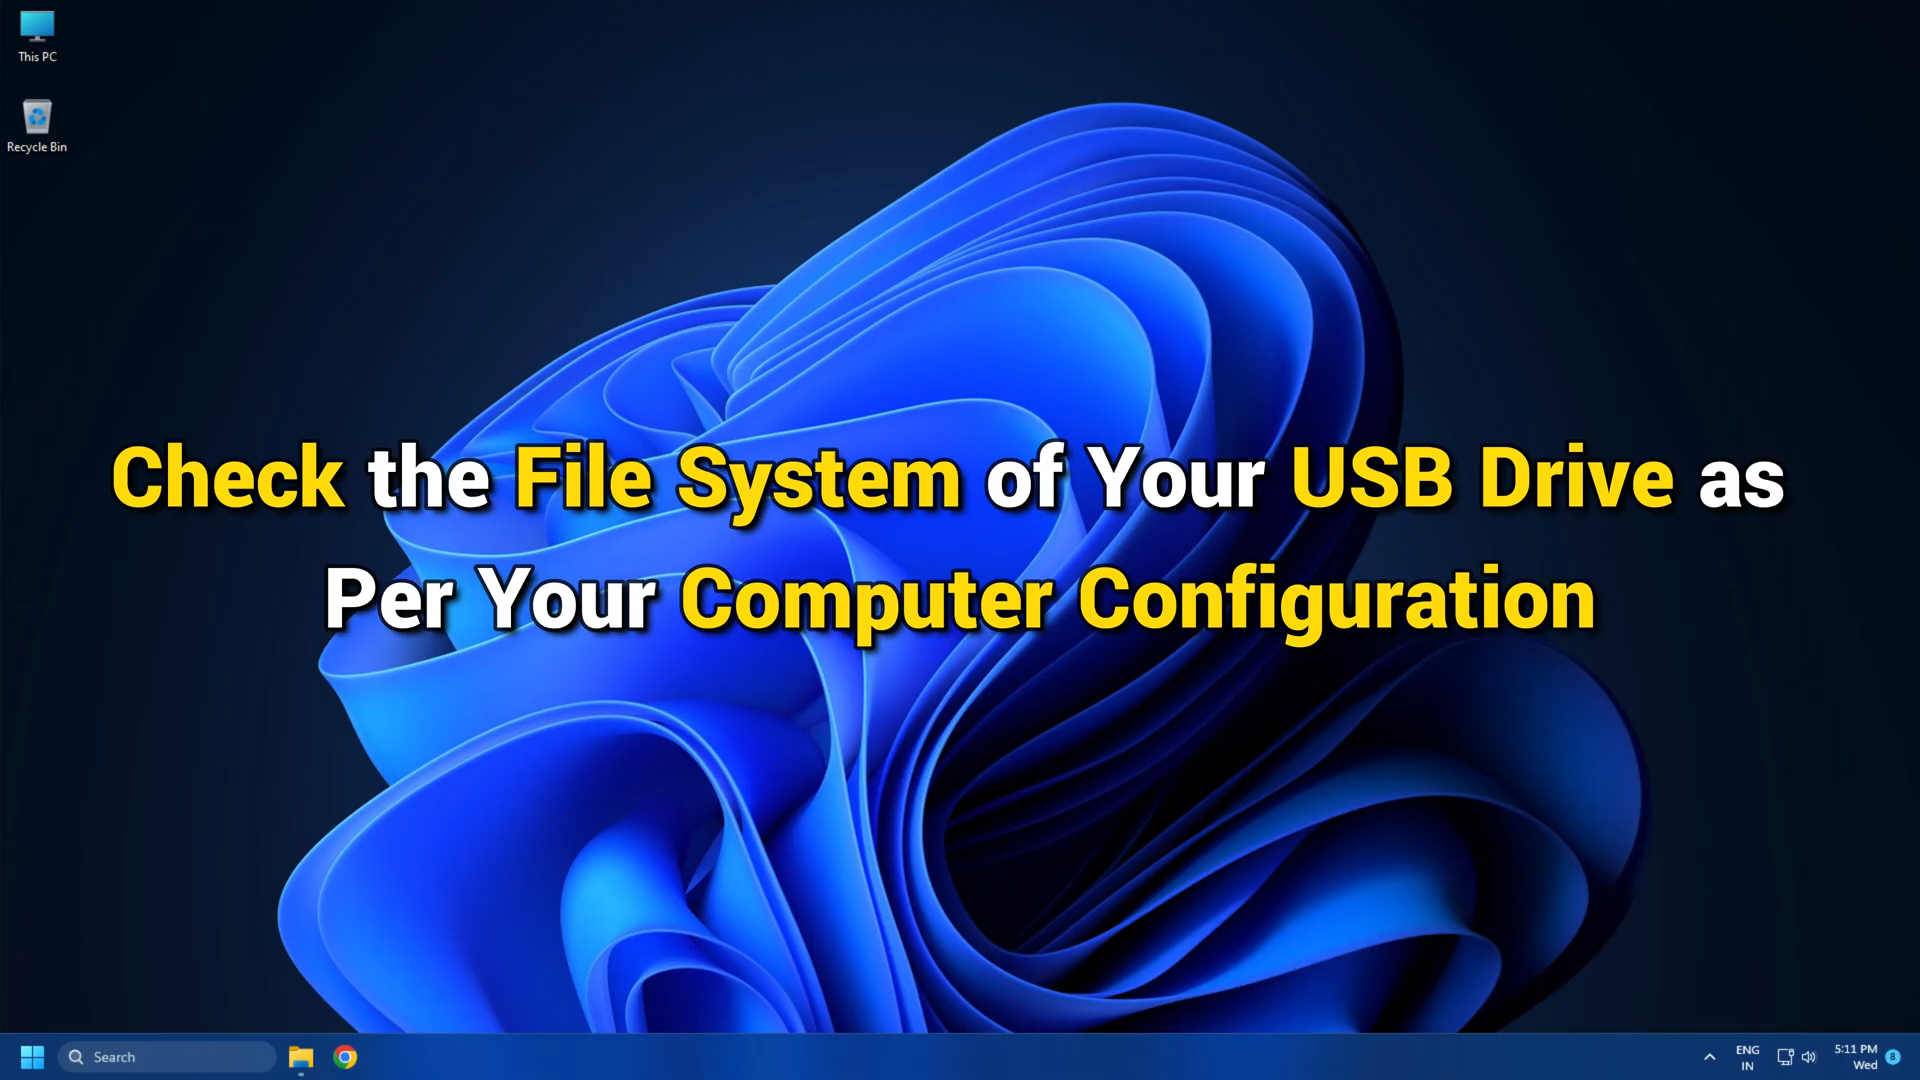 This PC
Recycle Bin
Check the File System of Your USB Drive as
Per Your Computer Configuration
Search
ENG
IN
5:11 PM
Wed
8